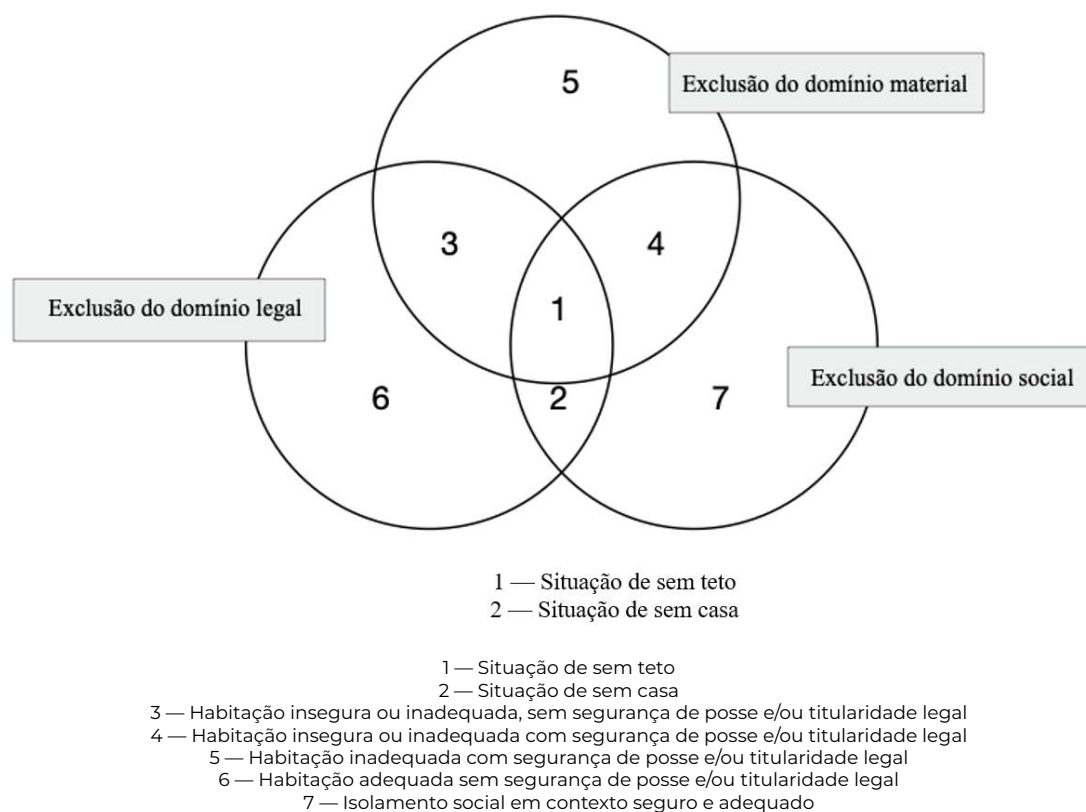 5
Exclusão do domínio material
3
4
Exclusão do domínio legal
1
Exclusão do domínio social
6
2
7
1 — Situação de sem teto
2 — Situação de sem casa
1 — Situação de sem teto
2 — Situação de sem casa
3 — Habitação insegura ou inadequada, sem segurança de posse e/ou titularidade legal
4 — Habitação insegura ou inadequada com segurança de posse e/ou titularidade legal
5 — Habitação inadequada com segurança de posse e/ou titularidade legal
6 — Habitação adequada sem segurança de posse e/ou titularidade legal
7 — Isolamento social em contexto seguro e adequado